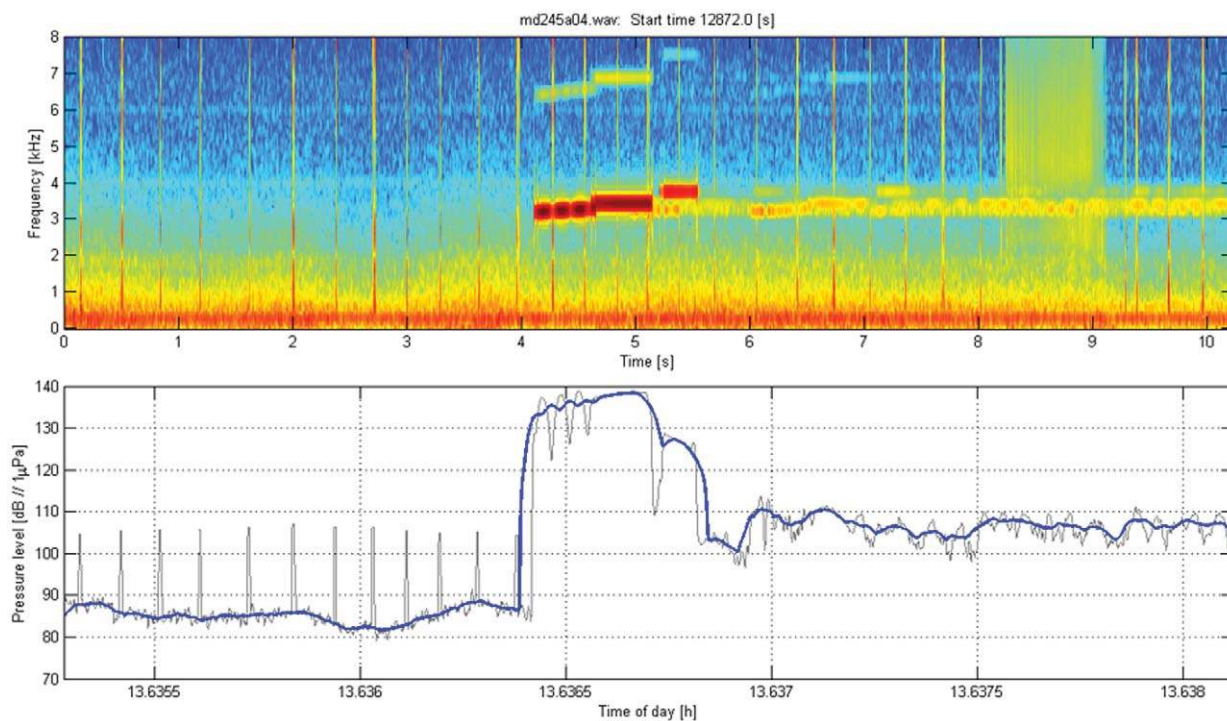 md245a04.wav: Start time 12872.0 [s]
8
7
6
5
4
3
2
1
0
Frequency [kHz]
0 1 2 3 4 5 6 7 8 9 10
Time [s]
140
130
120
110
100
90
80
70
Pressure level [dB // 1µPa]
13.6355 13.636 13.6365 13.637 13.6375 13.638
Time of day [h]